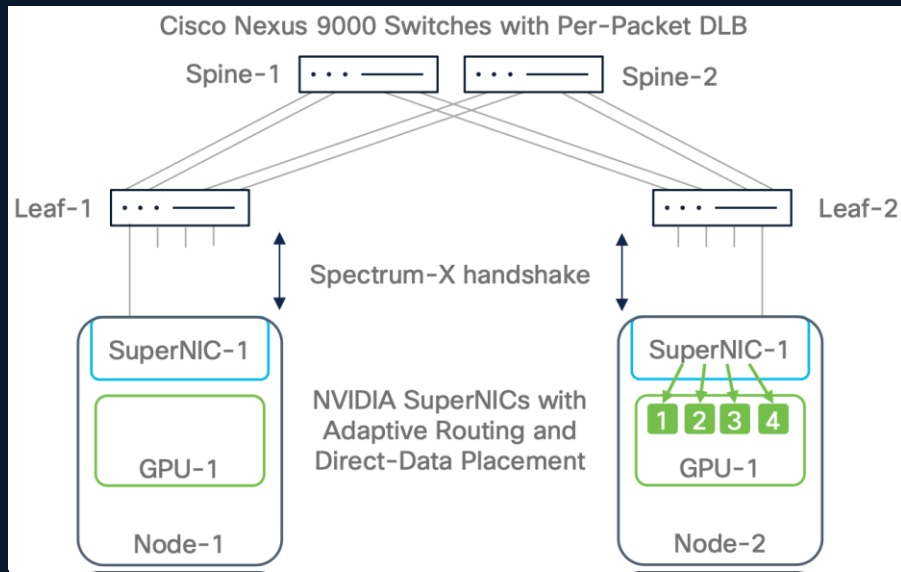 Cisco Nexus 9000 Switches with Per-Packet DLB
Spine-1
Spine-2
Leaf-1
Leaf-2
Spectrum-X handshake
SuperNIC-1
SuperNIC-1
NVIDIA SuperNICs with
Adaptive Routing and
Direct-Data Placement
1 2 3 4
GPU-1
GPU-1
Node-1
Node-2